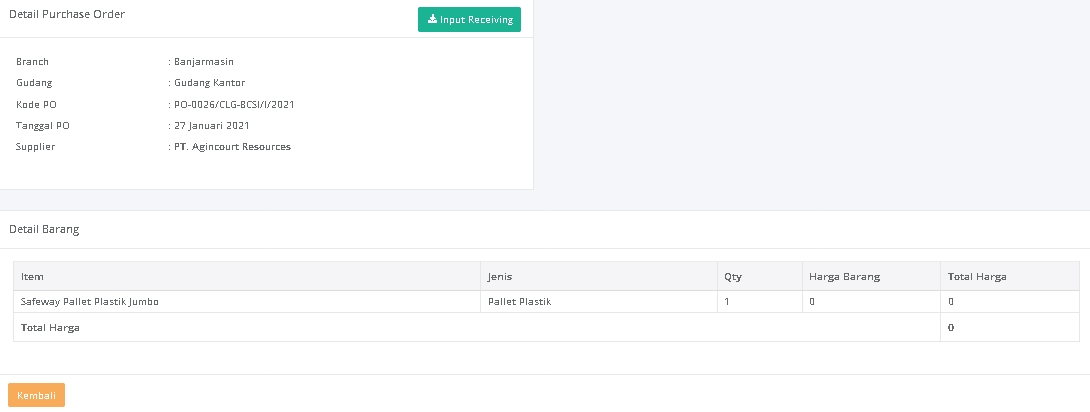 Detail Purchase Order
Input Receiving
Branch : Banjarmasin
Gudang : Gudang Kantor
Kode PO : PO-0026/CLG-BCSI/I/2021
Tanggal PO : 27 Januari 2021
Supplier : PT. Agincourt Resources
Detail Barang
Item Jenis Qty Harga Barang Total Harga
Safeway Pallet Plastik Jumbo Pallet Plastik 1 0 0
Total Harga 0
Kembali